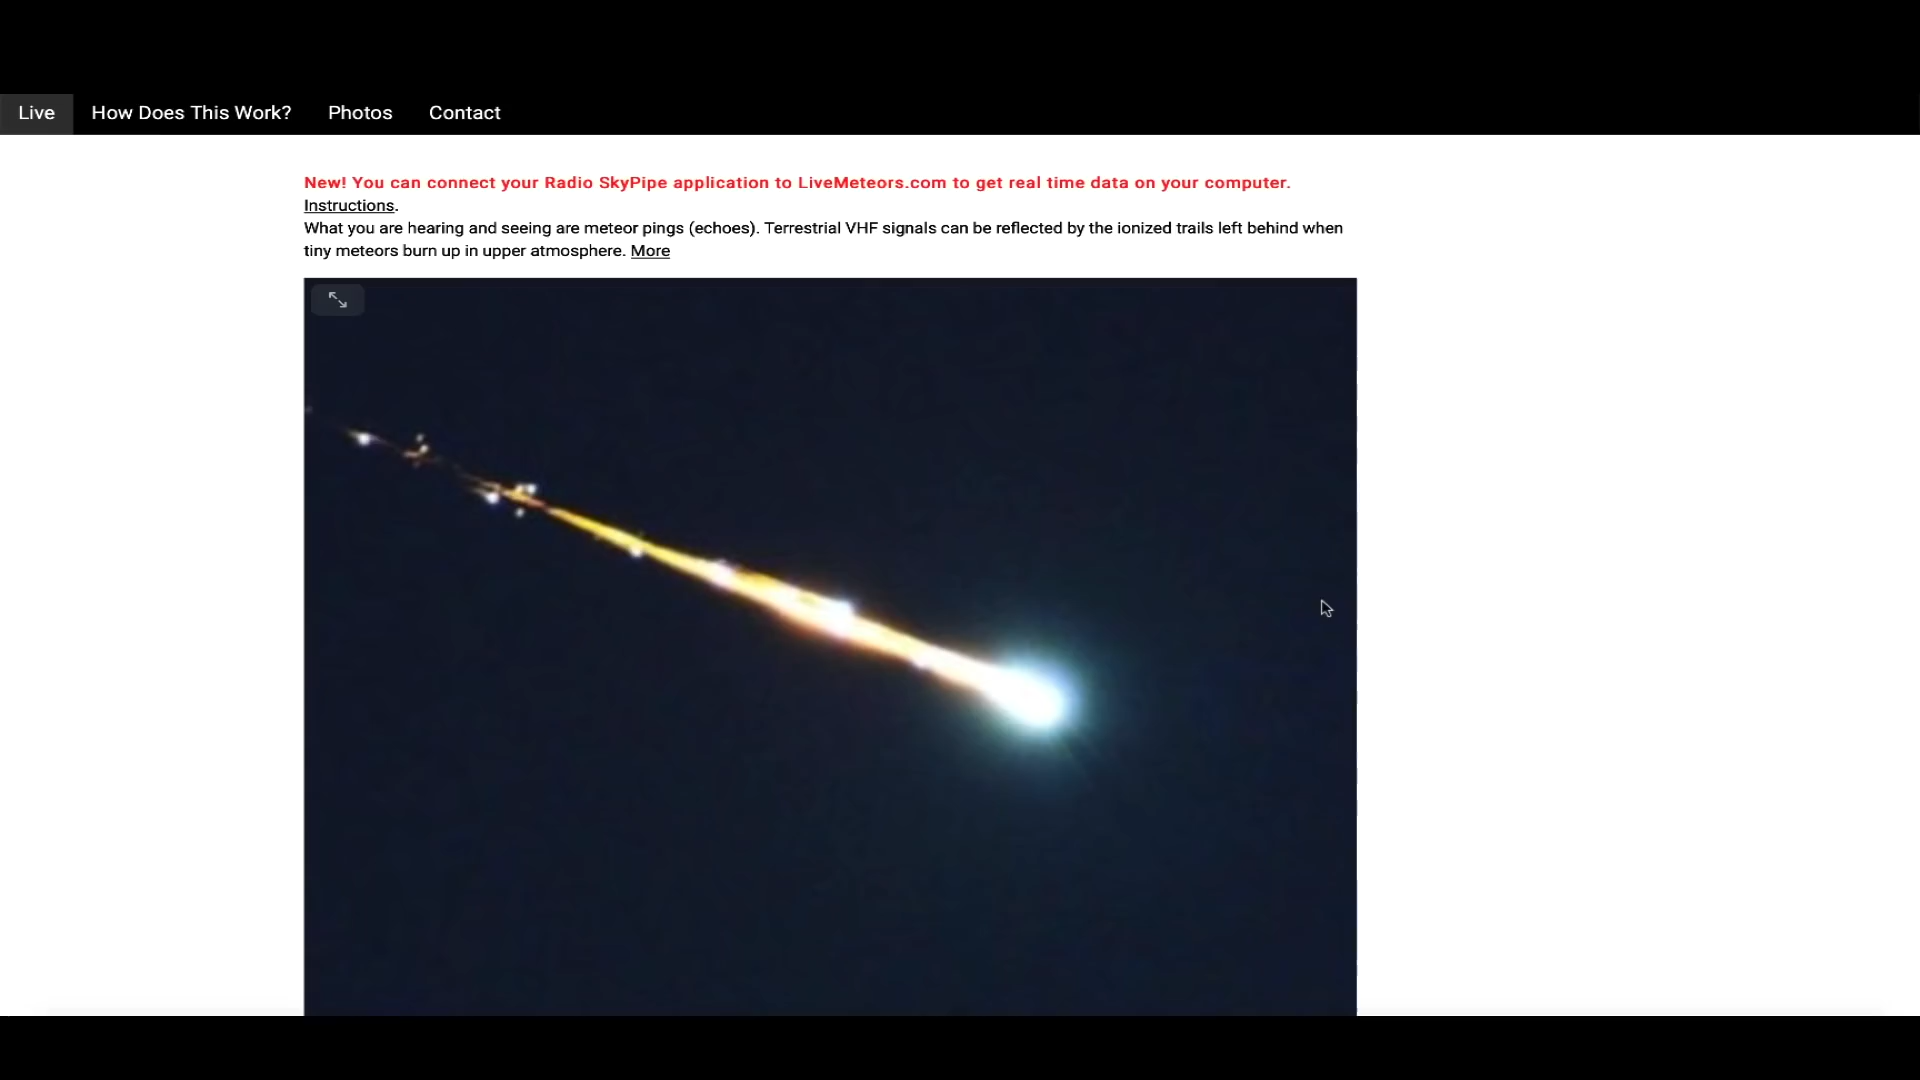 Live How Does This Work? Photos Contact
New! You can connect your Radio SkyPipe application to LiveMeteors.com to get real time data on your computer.
Instructions.
What you are hearing and seeing are meteor pings (echoes). Terrestrial VHF signals can be reflected by the ionized trails left behind when
tiny meteors burn up in upper atmosphere. More